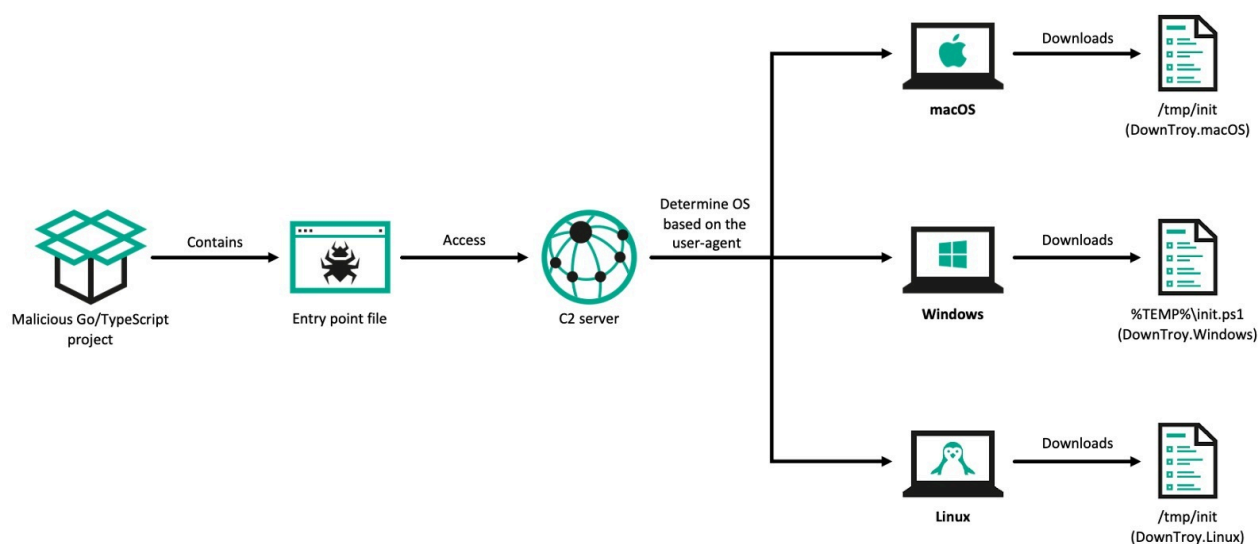 Malicious Go/TypeScript
project
Contains
Entry point file
Access
C2 server
Determine OS
based on the
user-agent
macOS
Downloads
/tmp/init
(DownTroy.macOS)
Windows
Downloads
%TEMP%\init.ps1
(DownTroy.Windows)
Linux
Downloads
/tmp/init
(DownTroy.Linux)